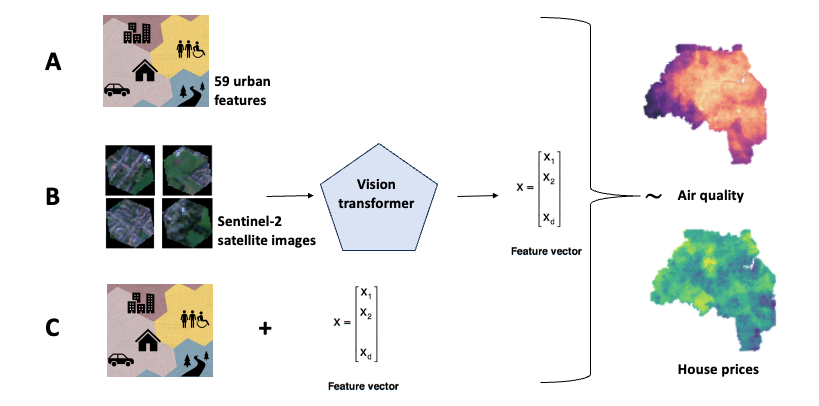 A
59 urban
features
B
Sentinel-2
satellite images
Vision
transformer
X =
X1
X2
Xd
Feature vector
~
Air quality
C
+
X =
X1
X2
Xd
Feature vector
House prices